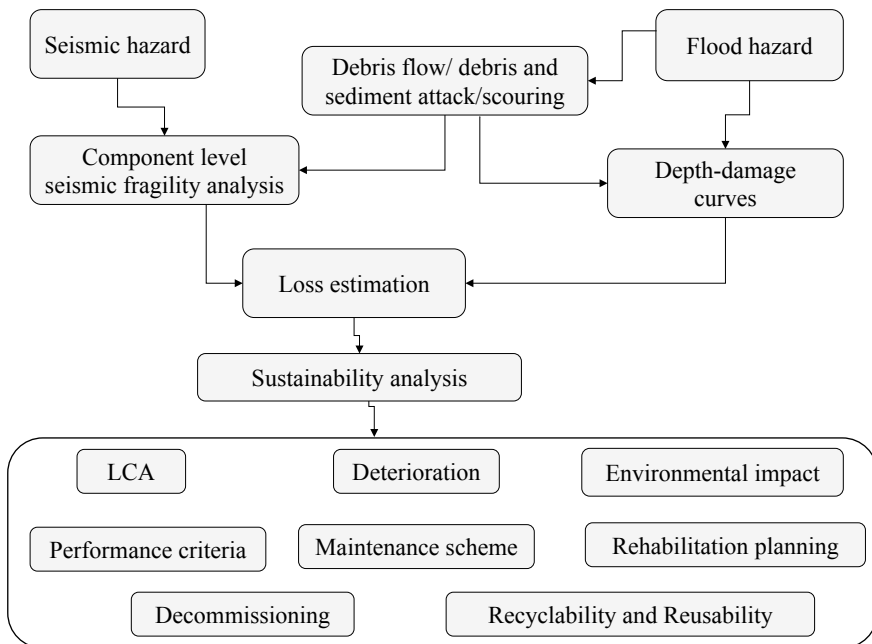 Seismic hazard
Debris flow/ debris and
sediment attack/scouring
Flood hazard
Component level
seismic fragility analysis
Depth-damage
curves
Loss estimation
Sustainability analysis
LCA
Deterioration
Environmental impact
Performance criteria
Maintenance scheme
Rehabilitation planning
Decommissioning
Recyclability and Reusability